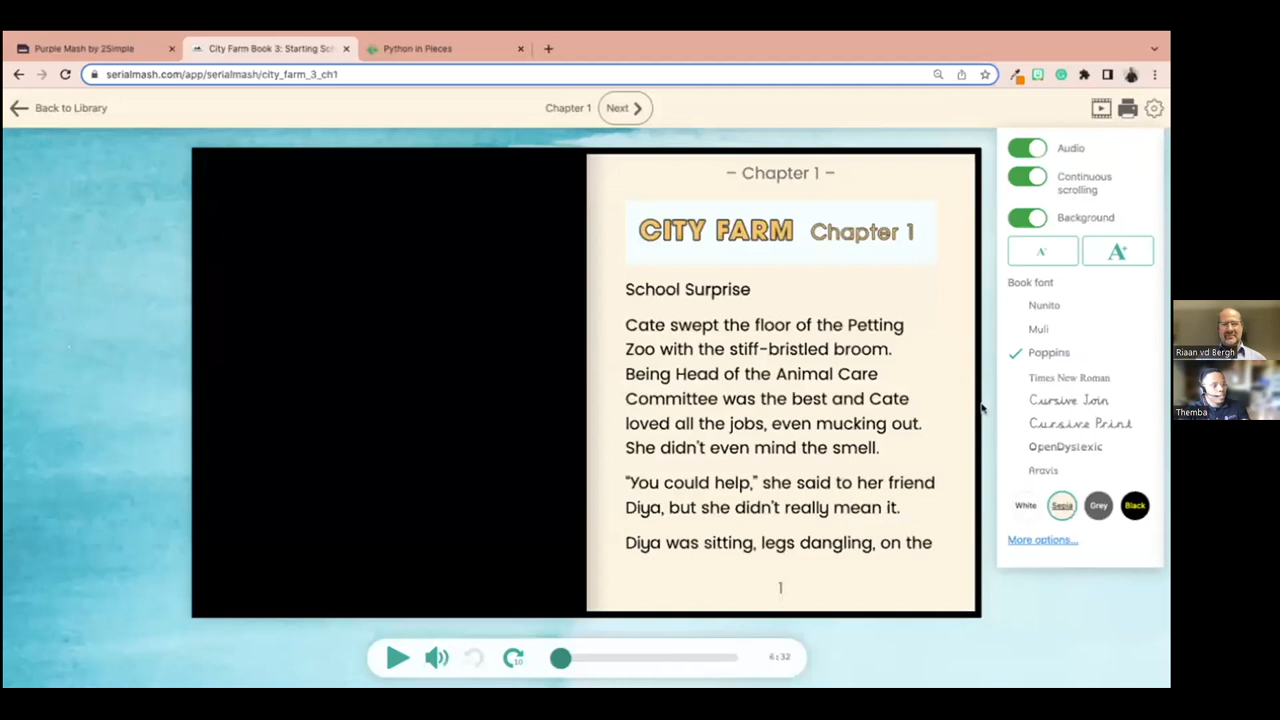 Purple Mash by 2Simple
City Farm Book 3: Starting Sch
Python in Pieces
serialmash.com/app/serialmash/city_farm_3_ch1
Back to Library
Chapter 1
Next
– Chapter 1 –
CITY FARM Chapter 1
School Surprise
Cate swept the floor of the Petting
Zoo with the stiff-bristled broom.
Being Head of the Animal Care
Committee was the best and Cate
loved all the jobs, even mucking out.
She didn't even mind the smell.
"You could help," she said to her friend
Diya, but she didn't really mean it.
Diya was sitting, legs dangling, on the
1
Audio
Continuous
scrolling
Background
A-
A+
Book font
Nunito
Muli
Poppins
Times New Roman
Cursive Join
Cursive Print
OpenDyslexic
Aravis
White Sepia Grey Black
More options...
10
6:32
Riaan vd Bergh
Themba